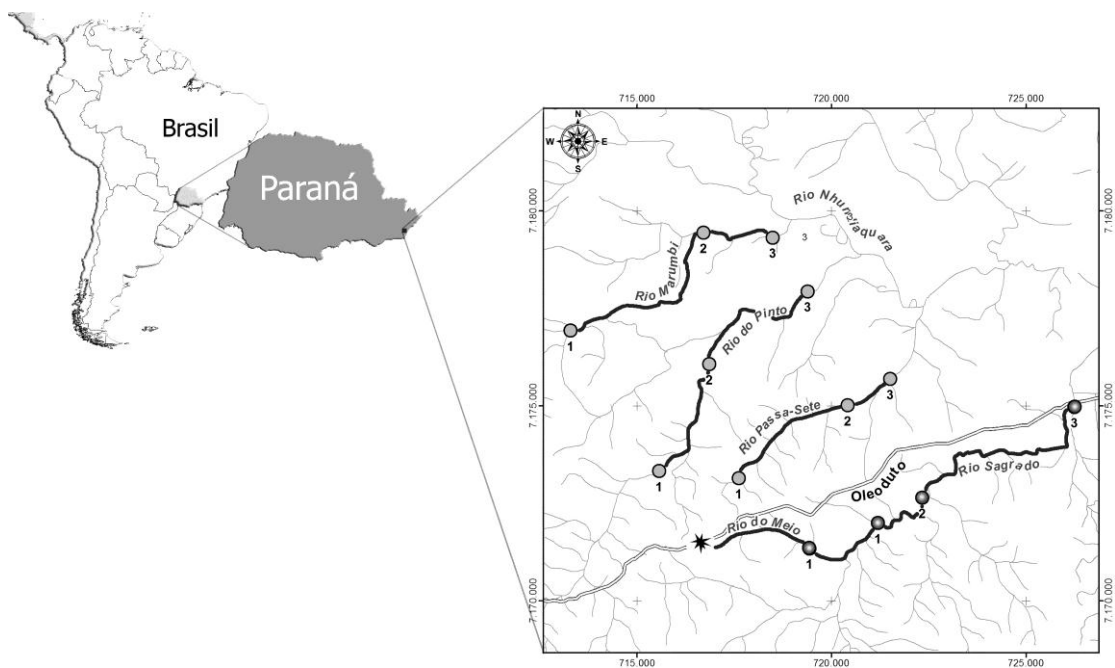 Brasil
Paraná
715.000
720.000
725.000
N
W
E
S
7.180.000
7.175.000
7.170.000
Rio Nhundiaquara
3
2
3
Rio Marumbi
1
3
Rio do Pinto
2
1
3
2
Rio Passa-Sete
1
3
Oleoduto
Rio Sagrado
2
1
Rio do Meio
1
7.180.000
7.175.000
7.170.000
715.000
720.000
725.000